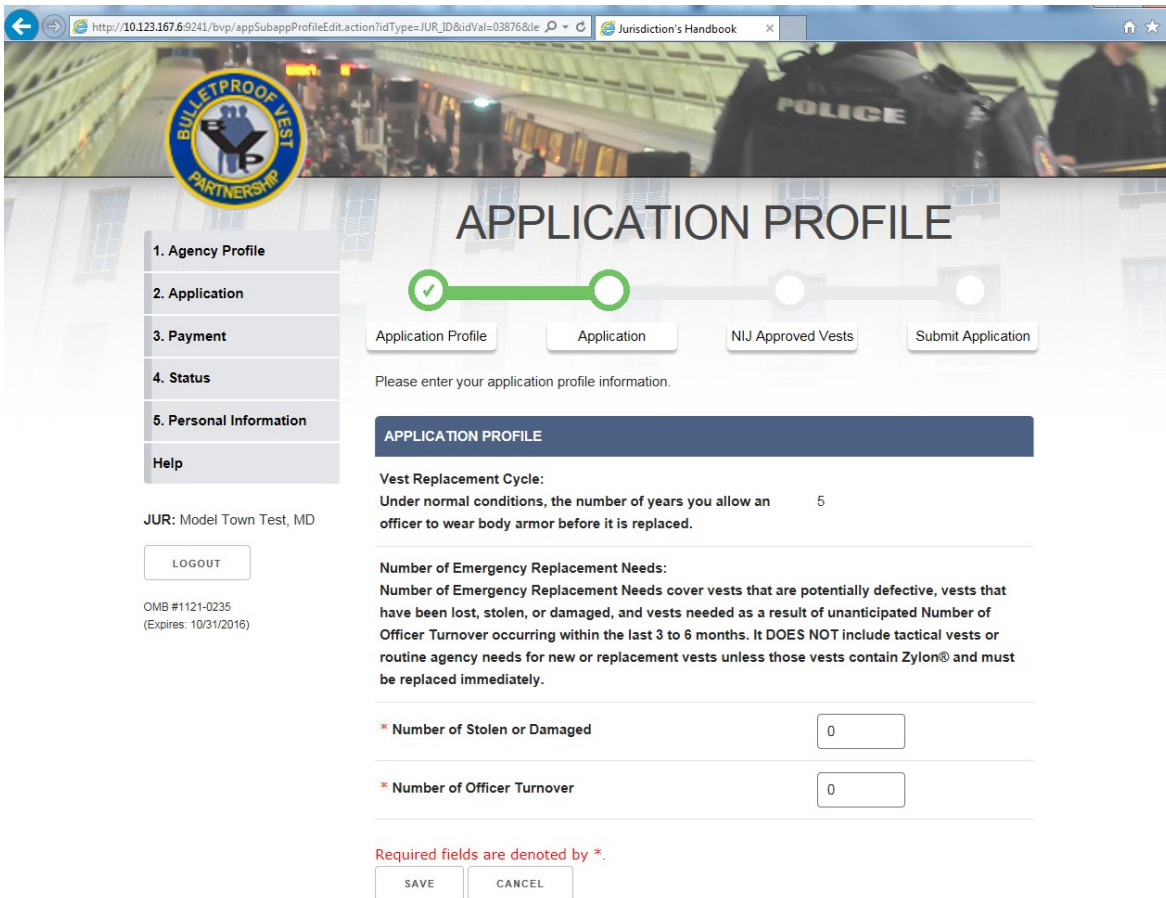 http://10.123.167.6:9241/bvp/appSubappProfileEdit.action?idType=JUR_ID&idVal=03876&le
Jurisdiction's Handbook
BULLETPROOF VEST
BVP
PARTNERSHIP
POLICE
APPLICATION PROFILE
1. Agency Profile
2. Application
3. Payment
4. Status
5. Personal Information
Help
JUR: Model Town Test, MD
LOGOUT
OMB #1121-0235
(Expires: 10/31/2016)
Application Profile
Application
NIJ Approved Vests
Submit Application
Please enter your application profile information.
APPLICATION PROFILE
Vest Replacement Cycle:
Under normal conditions, the number of years you allow an
officer to wear body armor before it is replaced.
5
Number of Emergency Replacement Needs:
Number of Emergency Replacement Needs cover vests that are potentially defective, vests that
have been lost, stolen, or damaged, and vests needed as a result of unanticipated Number of
Officer Turnover occurring within the last 3 to 6 months. It DOES NOT include tactical vests or
routine agency needs for new or replacement vests unless those vests contain Zylon® and must
be replaced immediately.
* Number of Stolen or Damaged
0
* Number of Officer Turnover
0
Required fields are denoted by *.
SAVE
CANCEL